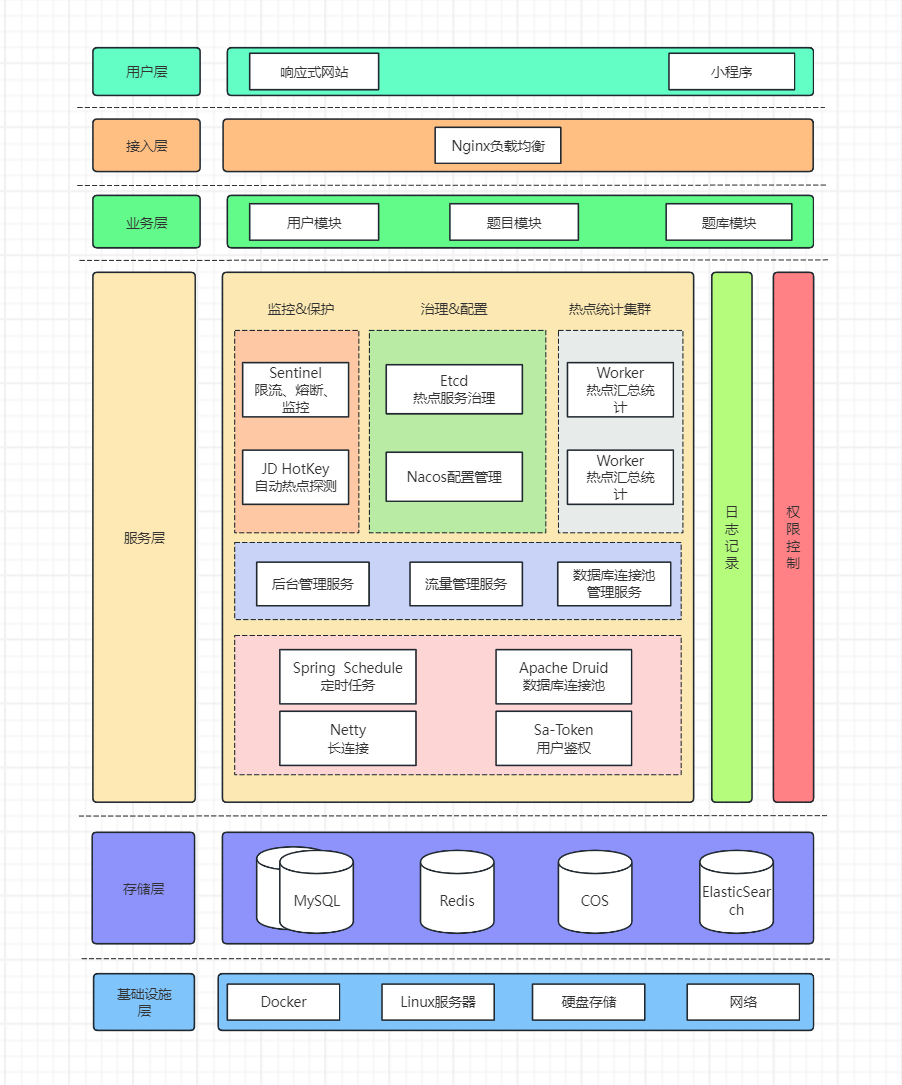 用户层
响应式网站
小程序
接入层
Nginx负载均衡
业务层
用户模块
题目模块
题库模块
服务层
监控&保护
治理&配置
热点统计集群
Sentinel
限流、熔断、
监控
Etcd
热点服务治理
Worker
热点汇总统
计
JD HotKey
自动热点探测
Nacos配置管理
Worker
热点汇总统
计
后台管理服务
流量管理服务
数据库连接池
管理服务
Spring  Schedule
定时任务
Apache Druid
数据库连接池
Netty
长连接
Sa-Token
用户鉴权
日
志
记
录
权
限
控
制
存储层
MySQL
Redis
COS
ElasticSear
ch
基础设施
层
Docker
Linux服务器
硬盘存储
网络